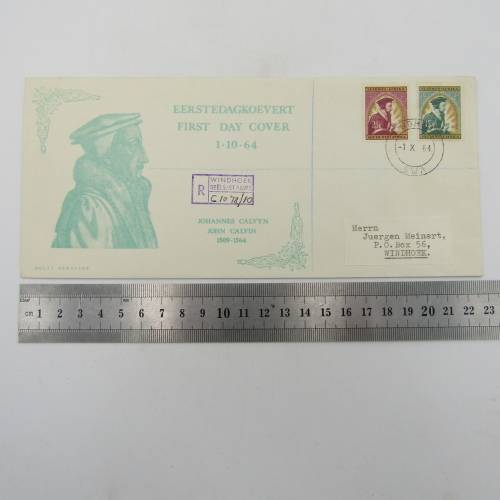 EERSTEDAGKOEVERT
FIRST DAY COVER
1·10·64
R
WINDHOEK
JOHANNES CALVYN
JOHN CALVIN
1509-1564
-1 X 64
S.W.A.
Herrn
Juergen Meinert,
P.O. Box 56,
WINDHOEK.
cm 1 2 3 4 5 6 7 8 9 10 11 12 13 14 15 16 17 18 19 20 21 22 23